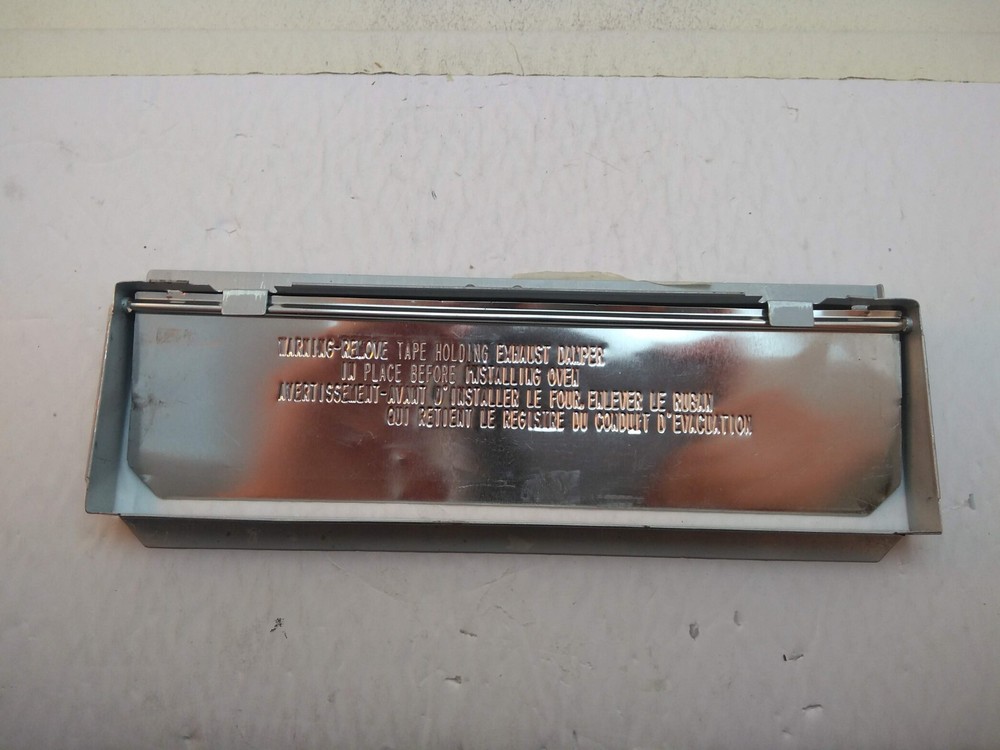 WARNING-REMOVE TAPE HOLDING EXHAUST DAMPER
IN PLACE BEFORE INSTALLING OVEN
AVERTISSEMENT-AVANT D'INSTALLER LE FOUR, ENLEVER LE RUBAN
QUI RETIENT LE REGISTRE DU CONDUIT D'EVACUATION